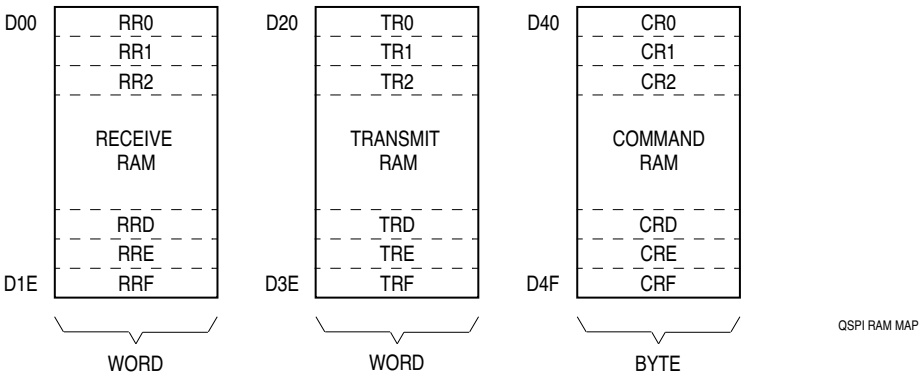 D00 RR0 D20 TR0 D40 CR0
RR1 TR1 CR1
RR2 TR2 CR2
RECEIVE TRANSMIT COMMAND
RAM RAM RAM
RRD TRD CRD
RRE TRE CRE
D1E RRF D3E TRF D4F CRF
QSPI RAM MAP
WORD WORD BYTE